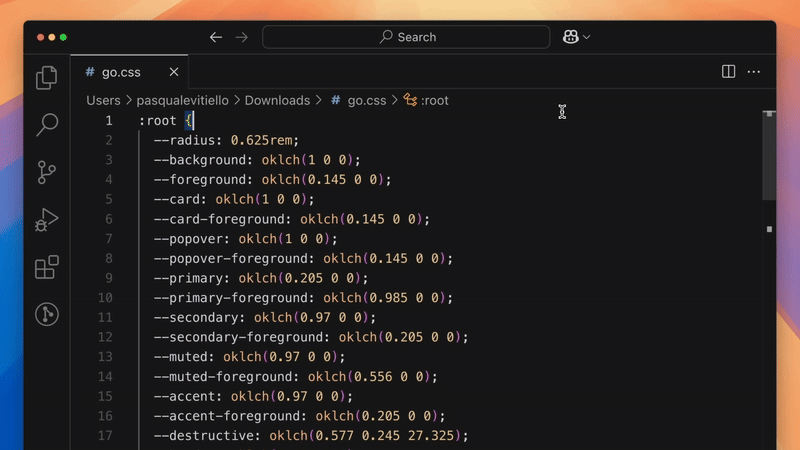 Search
# go.css
Users > pasqualevitiello > Downloads > # go.css > :root
1 :root {
2 --radius: 0.625rem;
3 --background: oklch(1 0 0);
4 --foreground: oklch(0.145 0 0);
5 --card: oklch(1 0 0);
6 --card-foreground: oklch(0.145 0 0);
7 --popover: oklch(1 0 0);
8 --popover-foreground: oklch(0.145 0 0);
9 --primary: oklch(0.205 0 0);
10 --primary-foreground: oklch(0.985 0 0);
11 --secondary: oklch(0.97 0 0);
12 --secondary-foreground: oklch(0.205 0 0);
13 --muted: oklch(0.97 0 0);
14 --muted-foreground: oklch(0.556 0 0);
15 --accent: oklch(0.97 0 0);
16 --accent-foreground: oklch(0.205 0 0);
17 --destructive: oklch(0.577 0.245 27.325);